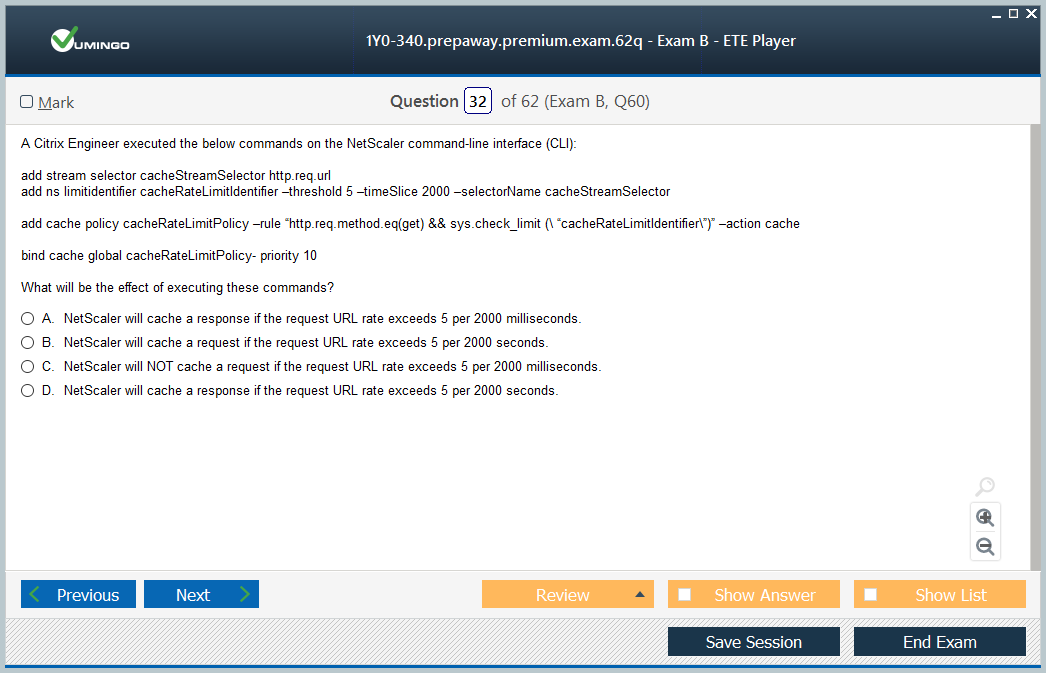 VUMINGO
1Y0-340.prepaway.premium.exam.62q - Exam B - ETE Player
Mark
Question 32 of 62 (Exam B, Q60)
A Citrix Engineer executed the below commands on the NetScaler command-line interface (CLI):
add stream selector cacheStreamSelector http.req.url
add ns limitidentifier cacheRateLimitIdentifier –threshold 5 –timeSlice 2000 –selectorName cacheStreamSelector
add cache policy cacheRateLimitPolicy –rule “http.req.method.eq(get) && sys.check_limit (\ “cacheRateLimitIdentifier\”)” –action cache
bind cache global cacheRateLimitPolicy- priority 10
What will be the effect of executing these commands?
A. NetScaler will cache a response if the request URL rate exceeds 5 per 2000 milliseconds.
B. NetScaler will cache a request if the request URL rate exceeds 5 per 2000 seconds.
C. NetScaler will NOT cache a request if the request URL rate exceeds 5 per 2000 milliseconds.
D. NetScaler will cache a response if the request URL rate exceeds 5 per 2000 seconds.
Previous Next Review Show Answer Show List
Save Session End Exam